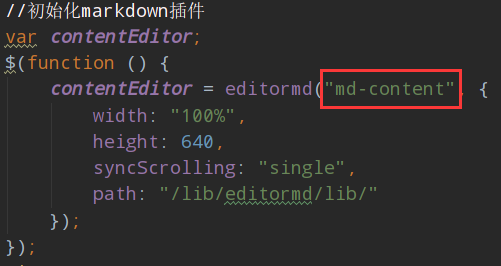 //初始化markdown插件
var contentEditor;
$(function () {
contentEditor = editormd("md-content", {
width: "100%",
height: 640,
syncScrolling: "single",
path: "/lib/editormd/lib/"
});
});